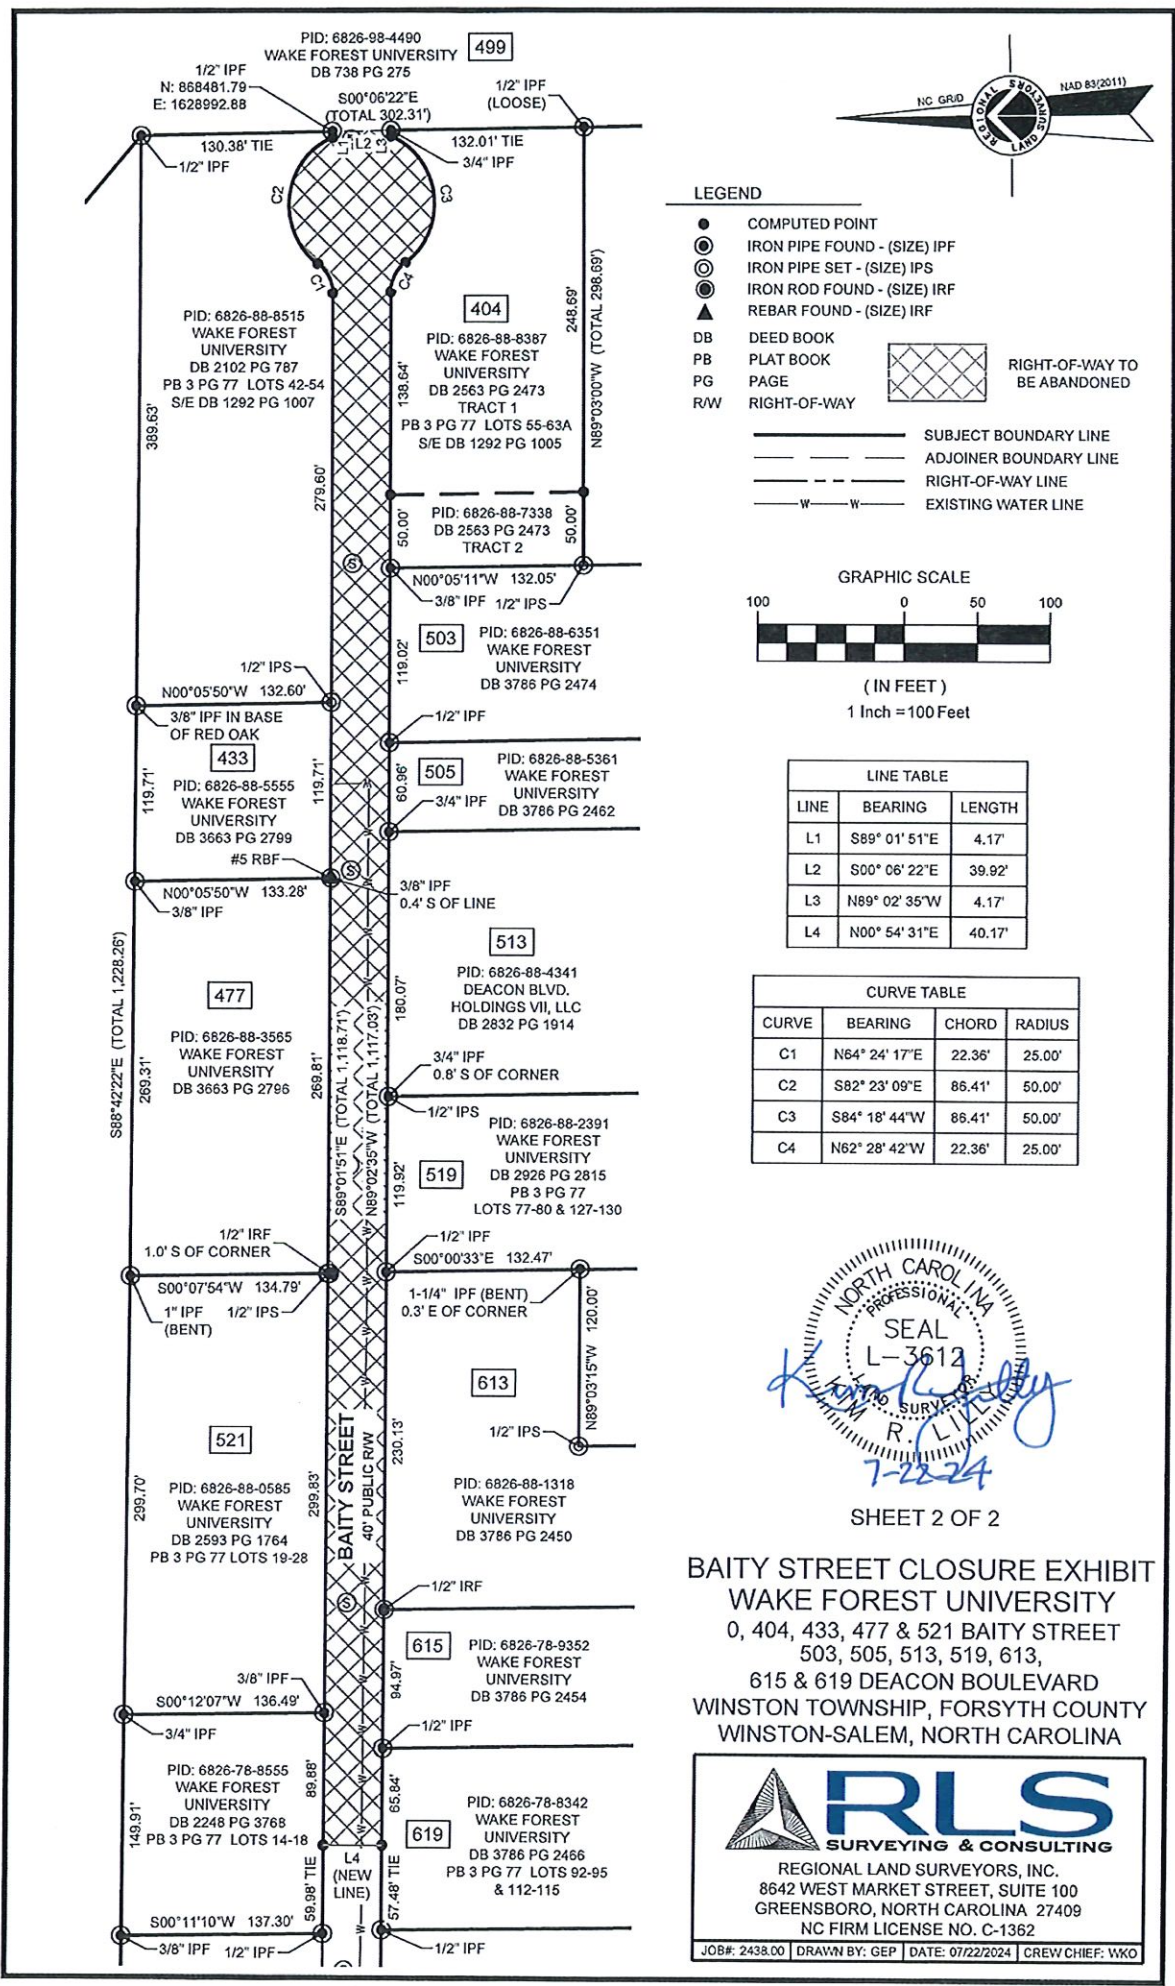 PID: 6826-98-4490
WAKE FOREST UNIVERSITY
DB 738 PG 275
499
1/2" IPF
N: 868481.79
E: 1628992.88
S00°06'22"E
(TOTAL 302.31')
1/2" IPF
(LOOSE)
130.38' TIE
1/2" IPF
L1
L2
L3
132.01' TIE
3/4" IPF
C2
C3
C1
C4
NC GRID
NAD 83(2011)
REGIONAL LAND SURVEYORS
LEGEND
COMPUTED POINT
IRON PIPE FOUND - (SIZE) IPF
IRON PIPE SET - (SIZE) IPS
IRON ROD FOUND - (SIZE) IRF
REBAR FOUND - (SIZE) IRF
DB DEED BOOK
PB PLAT BOOK
PG PAGE
R/W RIGHT-OF-WAY
RIGHT-OF-WAY TO
BE ABANDONED
SUBJECT BOUNDARY LINE
ADJOINER BOUNDARY LINE
RIGHT-OF-WAY LINE
W W EXISTING WATER LINE
PID: 6826-88-8515
WAKE FOREST
UNIVERSITY
DB 2102 PG 787
PB 3 PG 77 LOTS 42-54
S/E DB 1292 PG 1007
389.63'
279.60'
404
PID: 6826-88-8387
WAKE FOREST
UNIVERSITY
DB 2563 PG 2473
TRACT 1
PB 3 PG 77 LOTS 55-63A
S/E DB 1292 PG 1005
138.64'
248.69'
N89°03'00"W (TOTAL 298.69')
PID: 6826-88-7338
DB 2563 PG 2473
TRACT 2
50.00'
50.00'
S
N00°05'11"W 132.05'
3/8" IPF
1/2" IPS
GRAPHIC SCALE
100 0 50 100
( IN FEET )
1 Inch =100 Feet
503
PID: 6826-88-6351
WAKE FOREST
UNIVERSITY
DB 3786 PG 2474
119.02'
1/2" IPS
N00°05'50"W 132.60'
3/8" IPF IN BASE
OF RED OAK
1/2" IPF
433
PID: 6826-88-5555
WAKE FOREST
UNIVERSITY
DB 3663 PG 2799
119.71'
119.71'
505
PID: 6826-88-5361
WAKE FOREST
UNIVERSITY
DB 3786 PG 2462
60.96'
3/4" IPF
#5 RBF
S
N00°05'50"W 133.28'
3/8" IPF
3/8" IPF
0.4' S OF LINE
LINE TABLE
LINE BEARING LENGTH
L1 S89° 01' 51"E 4.17'
L2 S00° 06' 22"E 39.92'
L3 N89° 02' 35"W 4.17'
L4 N00° 54' 31"E 40.17'
CURVE TABLE
CURVE BEARING CHORD RADIUS
C1 N64° 24' 17"E 22.36' 25.00'
C2 S82° 23' 09"E 86.41' 50.00'
C3 S84° 18' 44"W 86.41' 50.00'
C4 N62° 28' 42"W 22.36' 25.00'
513
PID: 6826-88-4341
DEACON BLVD.
HOLDINGS VII, LLC
DB 2832 PG 1914
180.07'
S88°42'22"E (TOTAL 1,228.26')
477
PID: 6826-88-3565
WAKE FOREST
UNIVERSITY
DB 3663 PG 2796
269.31'
269.81'
S89°01'51"E (TOTAL 1,118.71')
N89°02'35"W (TOTAL 1,117.03')
3/4" IPF
0.8' S OF CORNER
1/2" IPS
PID: 6826-88-2391
WAKE FOREST
UNIVERSITY
DB 2926 PG 2815
PB 3 PG 77
LOTS 77-80 & 127-130
519
119.92'
1/2" IRF
1.0' S OF CORNER
S00°07'54"W 134.79'
1" IPF
(BENT)
1/2" IPS
1/2" IPF
S00°00'33"E 132.47'
1-1/4" IPF (BENT)
0.3' E OF CORNER
N89°03'15"W 120.00'
613
1/2" IPS
230.13'
PID: 6826-88-1318
WAKE FOREST
UNIVERSITY
DB 3786 PG 2450
521
PID: 6826-88-0585
WAKE FOREST
UNIVERSITY
DB 2593 PG 1764
PB 3 PG 77 LOTS 19-28
299.70'
299.83'
BAITY STREET
40' PUBLIC R/W
S
1/2" IRF
615
PID: 6826-78-9352
WAKE FOREST
UNIVERSITY
DB 3786 PG 2454
94.97'
3/8" IPF
S00°12'07"W 136.49'
3/4" IPF
1/2" IPF
PID: 6826-78-8555
WAKE FOREST
UNIVERSITY
DB 2248 PG 3768
PB 3 PG 77 LOTS 14-18
149.91'
89.88'
65.84'
619
PID: 6826-78-8342
WAKE FOREST
UNIVERSITY
DB 3786 PG 2466
PB 3 PG 77 LOTS 92-95
& 112-115
L4
(NEW
LINE)
59.98' TIE
57.48' TIE
S00°11'10"W 137.30'
3/8" IPF
1/2" IPF
1/2" IPF
NORTH CAROLINA
PROFESSIONAL
SEAL
L-3612
LAND SURVEYOR
KIM R. LILLY
Kim R. Lilly
7-22-24
SHEET 2 OF 2
BAITY STREET CLOSURE EXHIBIT
WAKE FOREST UNIVERSITY
0, 404, 433, 477 & 521 BAITY STREET
503, 505, 513, 519, 613,
615 & 619 DEACON BOULEVARD
WINSTON TOWNSHIP, FORSYTH COUNTY
WINSTON-SALEM, NORTH CAROLINA
RLS
SURVEYING & CONSULTING
REGIONAL LAND SURVEYORS, INC.
8642 WEST MARKET STREET, SUITE 100
GREENSBORO, NORTH CAROLINA 27409
NC FIRM LICENSE NO. C-1362
JOB#: 2438.00 DRAWN BY: GEP DATE: 07/22/2024 CREW CHIEF: WKO